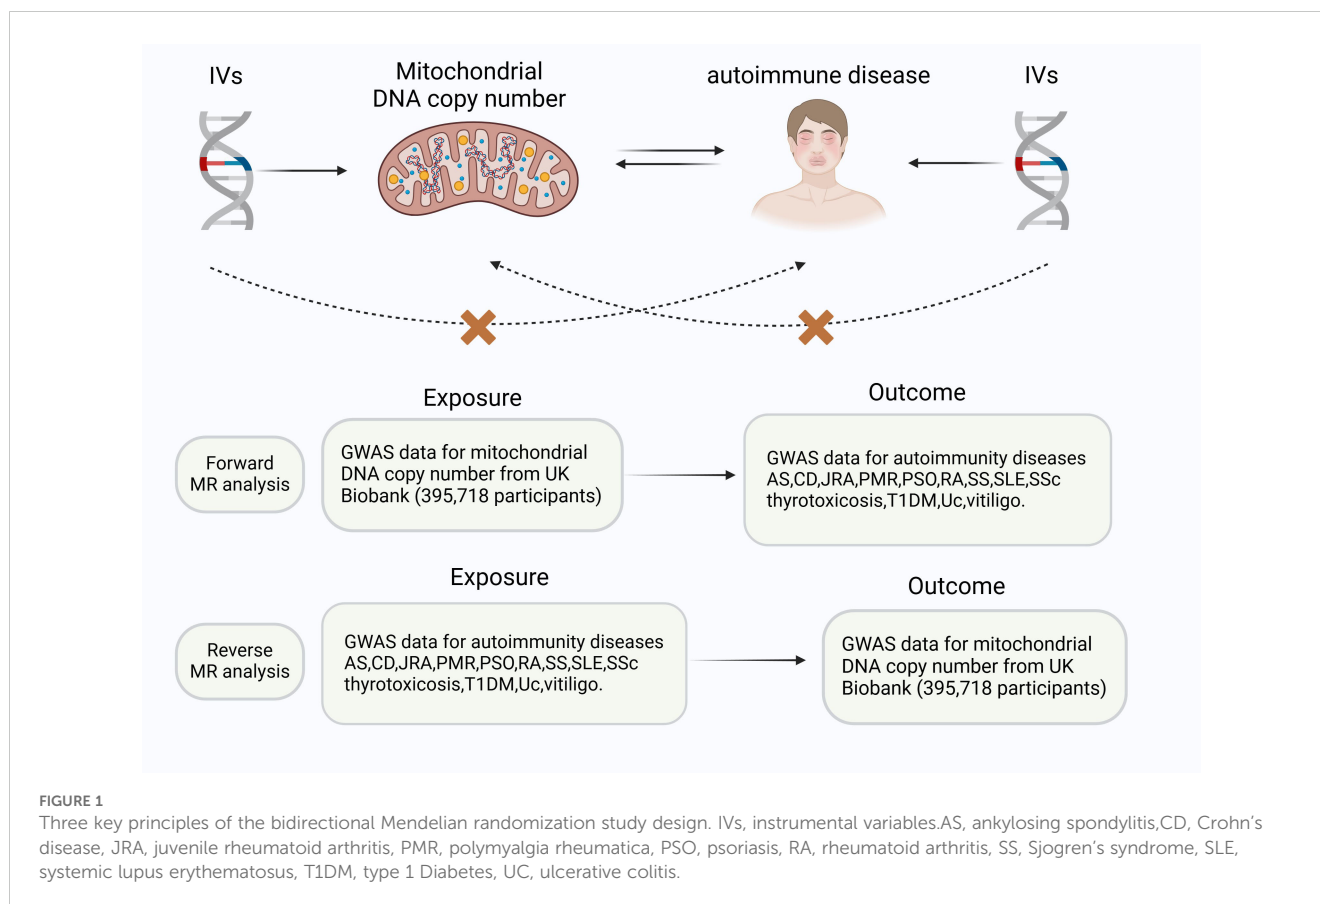 IVs
Mitochondrial
DNA copy number
autoimmune disease
IVs
Exposure
Outcome
Forward
MR analysis
GWAS data for mitochondrial
DNA copy number from UK
Biobank (395,718 participants)
GWAS data for autoimmunity diseases
AS,CD,JRA,PMR,PSO,RA,SS,SLE,SSc
thyrotoxicosis,T1DM,Uc,vitiligo.
Exposure
Outcome
Reverse
MR analysis
GWAS data for autoimmunity diseases
AS,CD,JRA,PMR,PSO,RA,SS,SLE,SSc
thyrotoxicosis,T1DM,Uc,vitiligo.
GWAS data for mitochondrial
DNA copy number from UK
Biobank (395,718 participants)
FIGURE 1
Three key principles of the bidirectional Mendelian randomization study design. IVs, instrumental variables.AS, ankylosing spondylitis,CD, Crohn’s
disease, JRA, juvenile rheumatoid arthritis, PMR, polymyalgia rheumatica, PSO, psoriasis, RA, rheumatoid arthritis, SS, Sjogren’s syndrome, SLE,
systemic lupus erythematosus, T1DM, type 1 Diabetes, UC, ulcerative colitis.